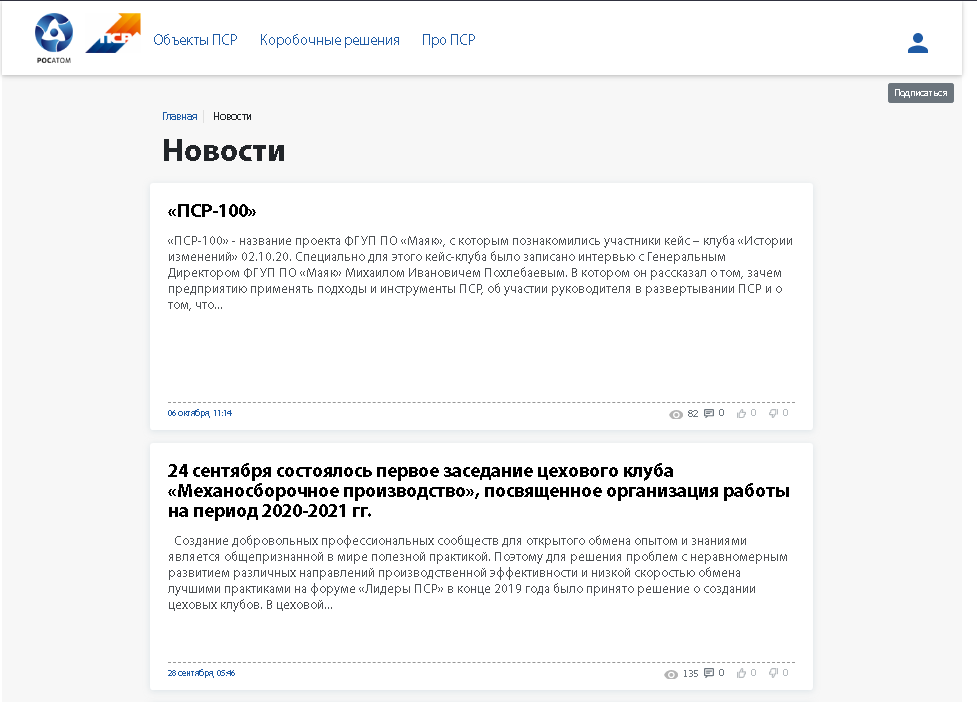 РОСАТОМ
ПСР
Объекты ПСР Коробочные решения Про ПСР
Подписаться
Главная Новости
Новости
«ПСР-100»
«ПСР-100» - название проекта ФГУП ПО «Маяк», с которым познакомились участники кейс – клуба «Истории
изменений» 02.10.20. Специально для этого кейс-клуба было записано интервью с Генеральным
Директором ФГУП ПО «Маяк» Михаилом Ивановичем Похлебаевым. В котором он рассказал о том, зачем
предприятию применять подходы и инструменты ПСР, об участии руководителя в развертывании ПСР и о
том, что...
06 октября, 11:14 82 0 0 0
24 сентября состоялось первое заседание цехового клуба
«Механосборочное производство», посвященное организация работы
на период 2020-2021 гг.
Создание добровольных профессиональных сообществ для открытого обмена опытом и знаниями
является общепризнанной в мире полезной практикой. Поэтому для решения проблем с неравномерным
развитием различных направлений производственной эффективности и низкой скоростью обмена
лучшими практиками на форуме «Лидеры ПСР» в конце 2019 года было принято решение о создании
цеховых клубов. В цеховой...
28 сентября, 05:46 135 0 0 0